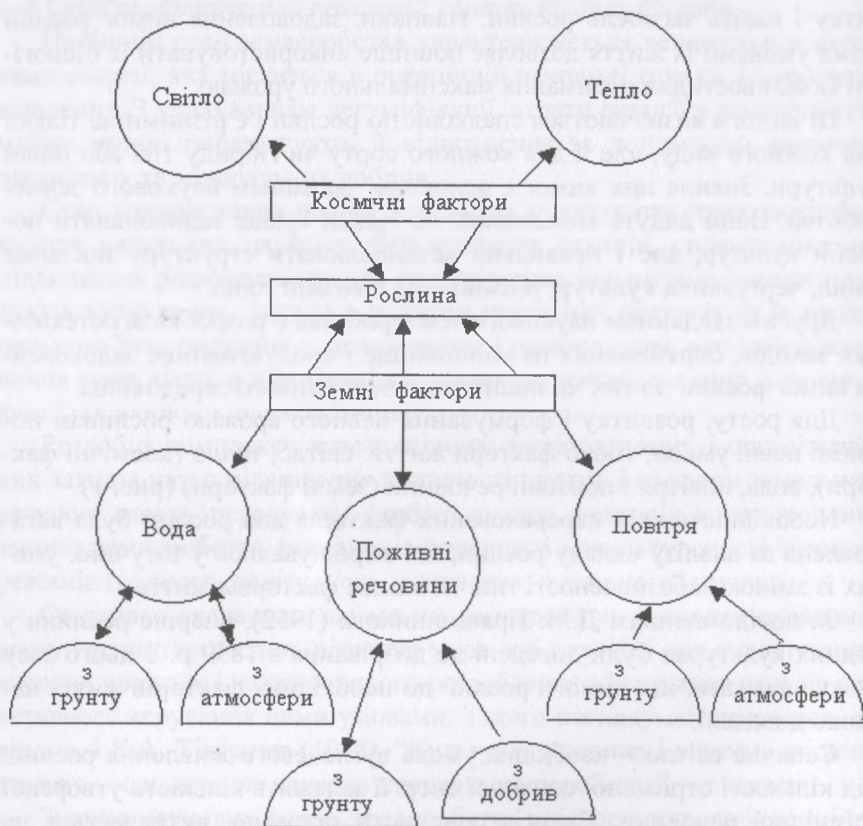 Світло
Тепло
Космічні фактори
Рослина
Земні фактори
Вода
Поживні
речовини
Повітря
З
грунту
З
атмосфери
З
грунту
З
атмосфери
З
грунту
З
добрив